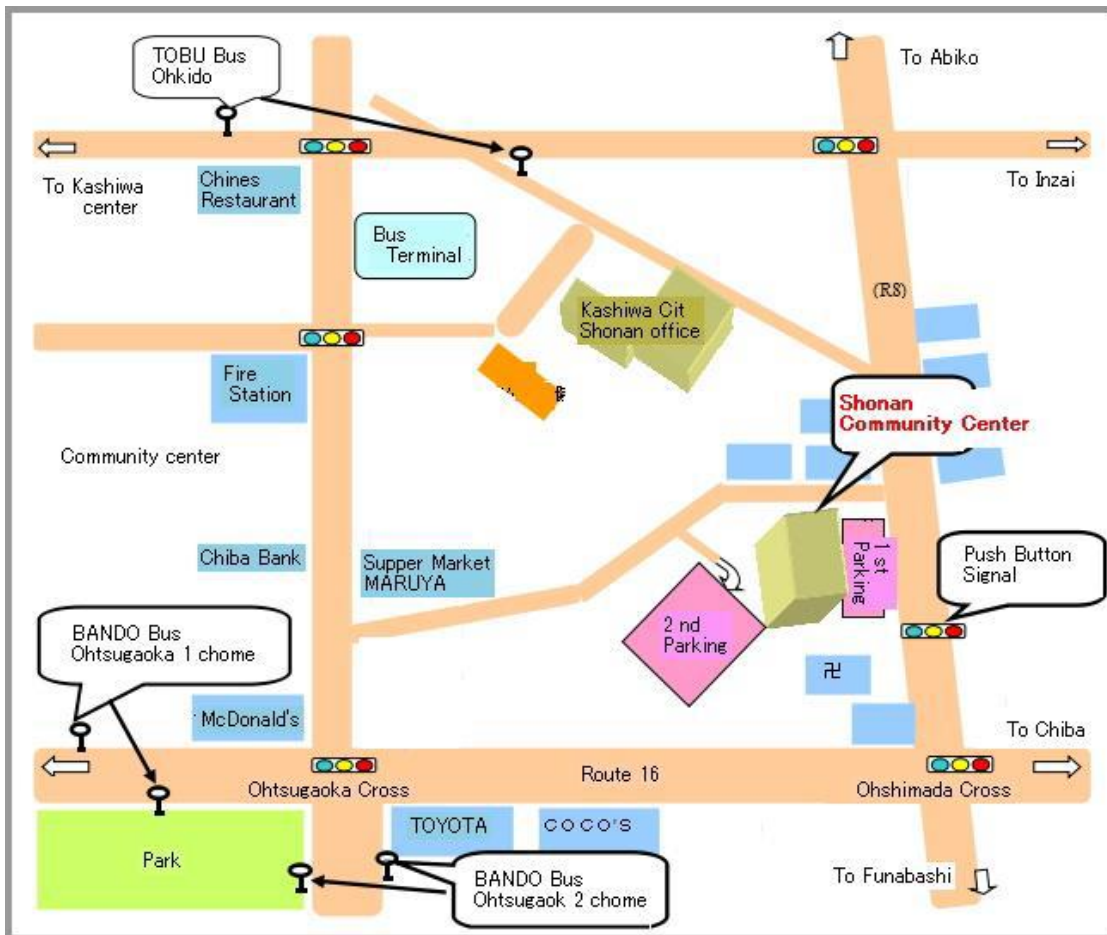 TOBU Bus
Ohkido
To Abiko
To Kashiwa
center
Chines
Restaurant
To Inzai
Bus
Terminal
(R8)
Kashiwa Cit
Shonan office
Fire
Station
Shonan
Community Center
Community center
Chiba Bank
Supper Market
MARUYA
1 st
Parking
Push Button
Signal
2 nd
Parking
BANDO Bus
Ohtsugaoka 1 chome
卍
McDonald's
To Chiba
Route 16
Ohtsugaoka Cross
Ohshimada Cross
TOYOTA
COCO'S
Park
BANDO Bus
Ohtsugaok 2 chome
To Funabashi